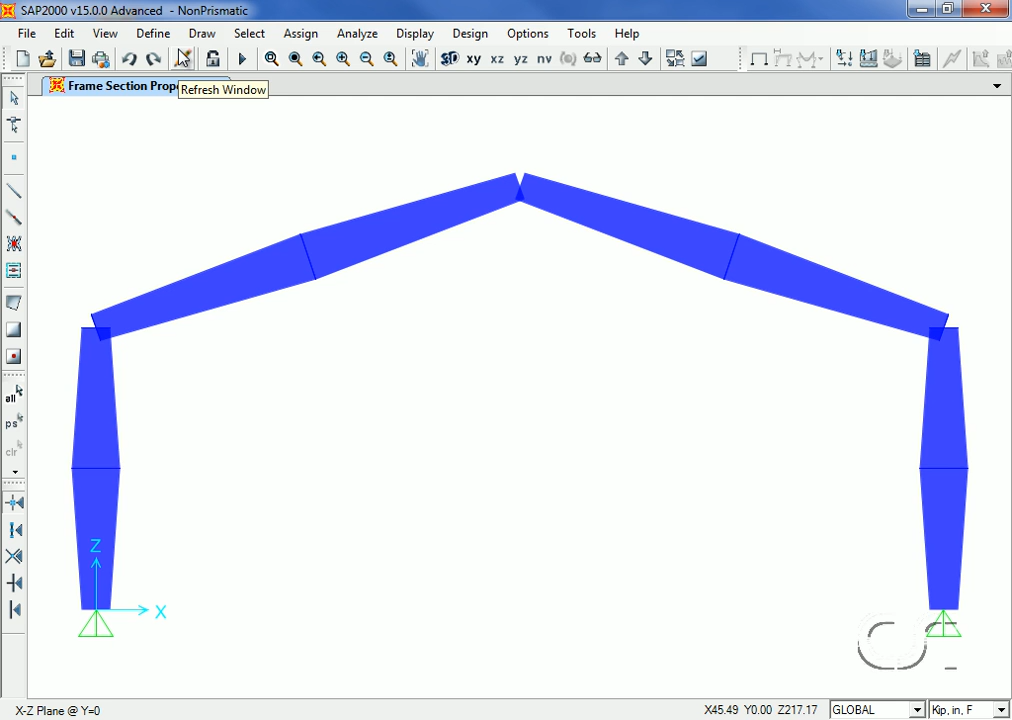 SAP2000 v15.0.0 Advanced - NonPrismatic
File Edit View Define Draw Select Assign Analyze Display Design Options Tools Help
3D xy xz yz nv
Frame Section Prop
Refresh Window
all
ps
clr
Z
X
X-Z Plane @ Y=0 X45.49 Y0.00 Z217.17 GLOBAL Kip, in, F